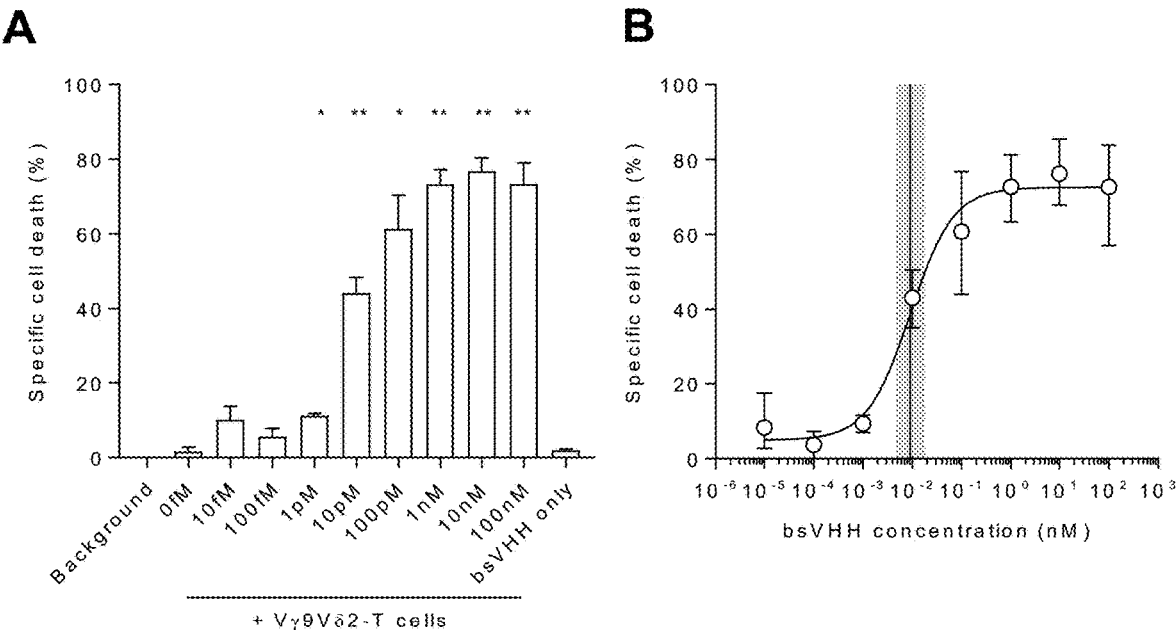 A
Specific cell death (%)
100
80
60
40
20
0
* ** * ** ** **
Background
0fM
10fM
100fM
1pM
10pM
100pM
1nM
10nM
100nM
bsVHH only
+ Vγ9Vδ2-T cells
B
Specific cell death (%)
100
80
60
40
20
0
10⁻⁶ 10⁻⁵ 10⁻⁴ 10⁻³ 10⁻² 10⁻¹ 10⁰ 10¹ 10² 10³
bsVHH concentration (nM)